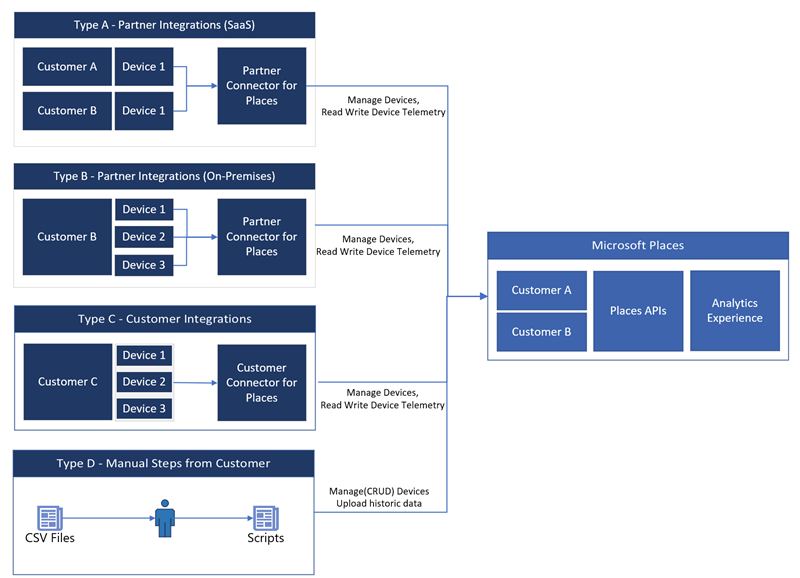 Type A - Partner Integrations (SaaS)
Customer A
Device 1
Customer B
Device 1
Partner
Connector for
Places
Manage Devices,
Read Write Device Telemetry
Type B - Partner Integrations (On-Premises)
Customer B
Device 1
Device 2
Device 3
Partner
Connector for
Places
Manage Devices,
Read Write Device Telemetry
Microsoft Places
Customer A
Customer B
Places APIs
Analytics
Experience
Type C - Customer Integrations
Customer C
Device 1
Device 2
Device 3
Customer
Connector for
Places
Manage Devices,
Read Write Device Telemetry
Type D - Manual Steps from Customer
CSV Files
Scripts
Manage(CRUD) Devices
Upload historic data